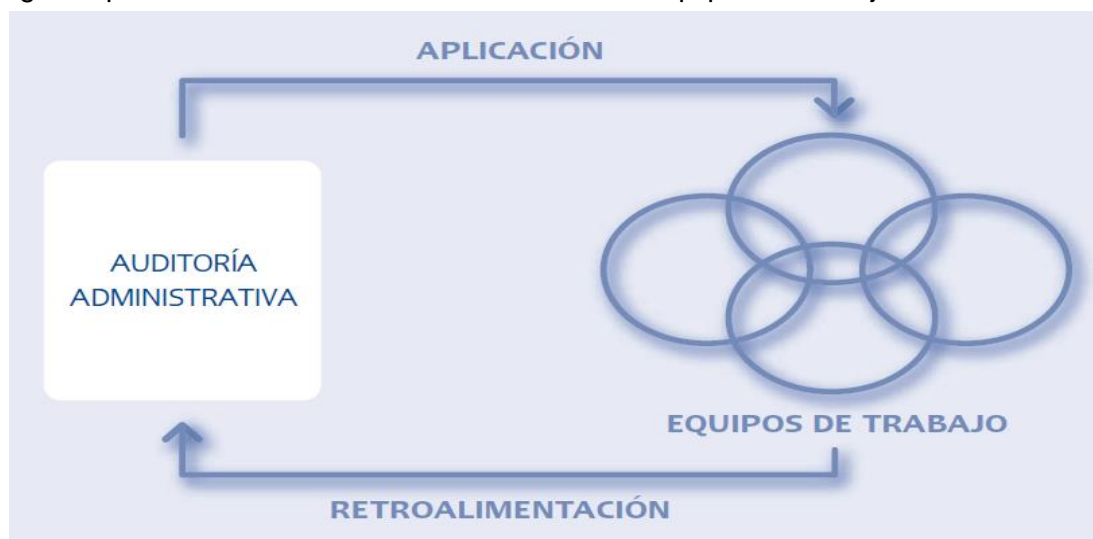 APLICACIÓN
AUDITORÍA
ADMINISTRATIVA
EQUIPOS DE TRABAJO
RETROALIMENTACIÓN